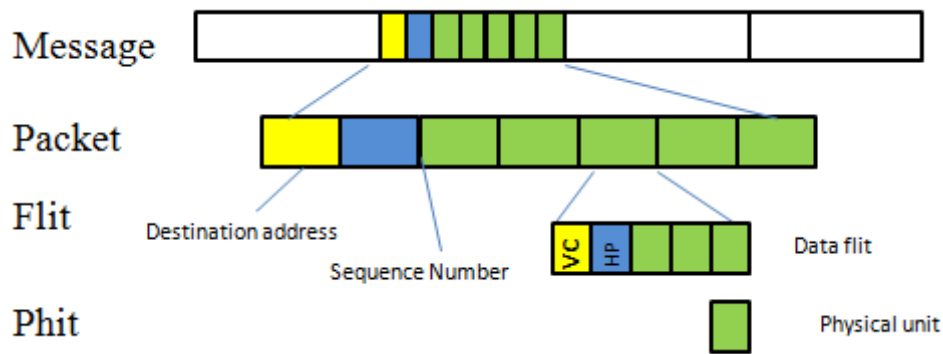 Message
Packet
Flit
Destination address
Sequence Number
VC
HP
Data flit
Phit
Physical unit